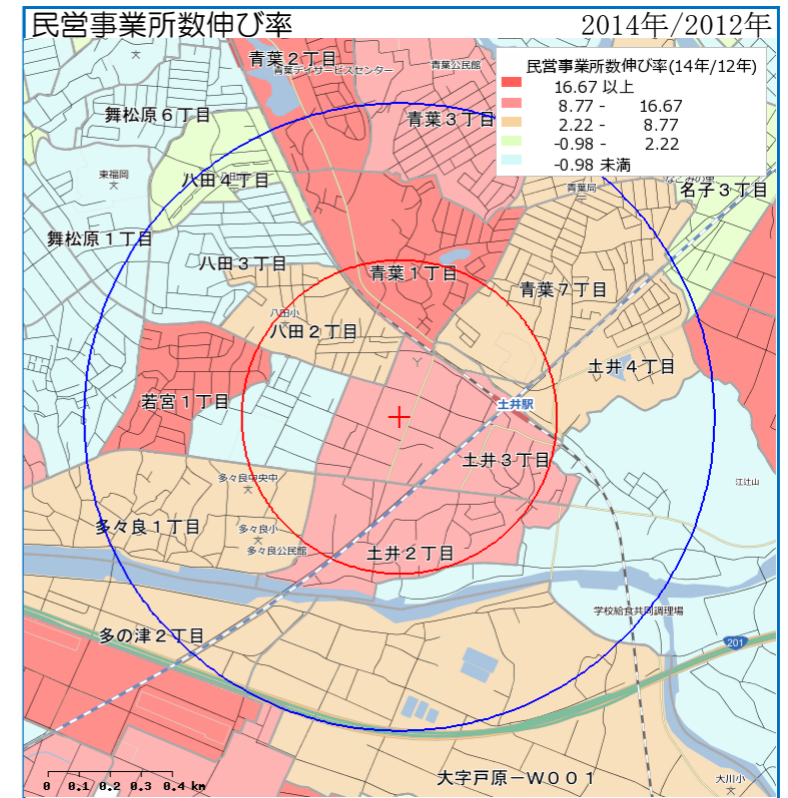 民営事業所数伸び率
2014年/2012年
民営事業所数伸び率(14年/12年)
16.67 以上
8.77 - 16.67
2.22 - 8.77
-0.98 - 2.22
-0.98 未満
青葉2丁目
青葉デイサービスセンター
青葉公民館
舞松原6丁目
青葉3丁目
東福岡
文
八田4丁目
青葉局
名子3丁目
舞松原1丁目
八田3丁目
青葉1丁目
青葉7丁目
八田小
文
八田2丁目
土井4丁目
若宮1丁目
土井駅
土井3丁目
多々良中央中
文
江辻山
多々良1丁目
多々良小
文
多々良公民館
土井2丁目
学校給食共同調理場
多の津2丁目
201
大字戸原-W001
大川小
文
0 0.1 0.2 0.3 0.4 km